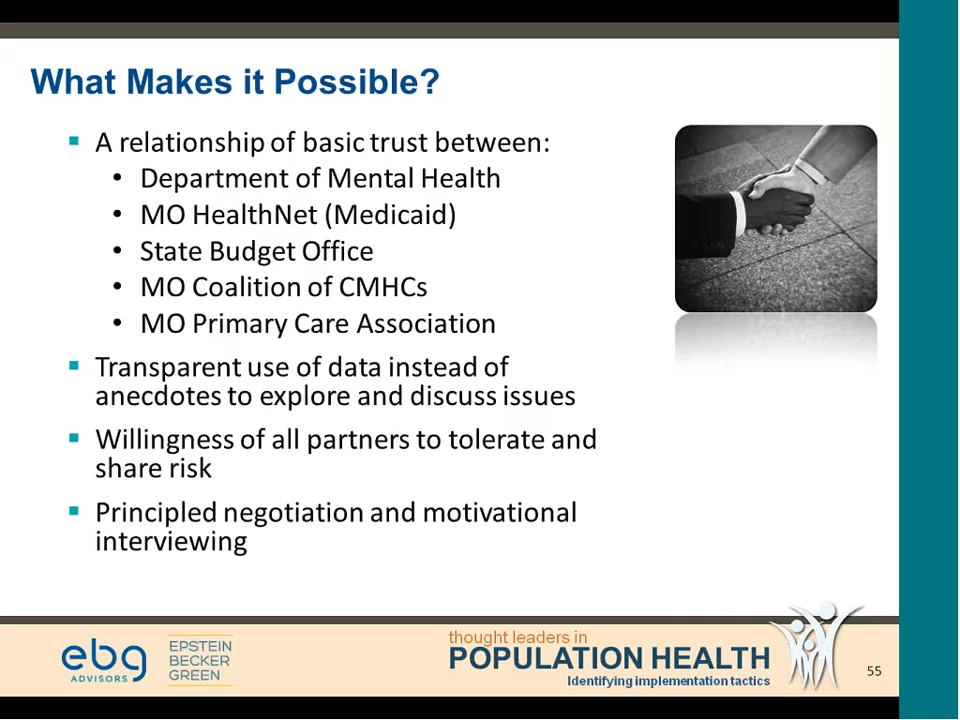 What Makes it Possible?
▪ A relationship of basic trust between:
• Department of Mental Health
• MO HealthNet (Medicaid)
• State Budget Office
• MO Coalition of CMHCs
• MO Primary Care Association
▪ Transparent use of data instead of
anecdotes to explore and discuss issues
▪ Willingness of all partners to tolerate and
share risk
▪ Principled negotiation and motivational
interviewing
ebg
ADVISORS
EPSTEIN
BECKER
GREEN
thought leaders in
POPULATION HEALTH
Identifying implementation tactics
55